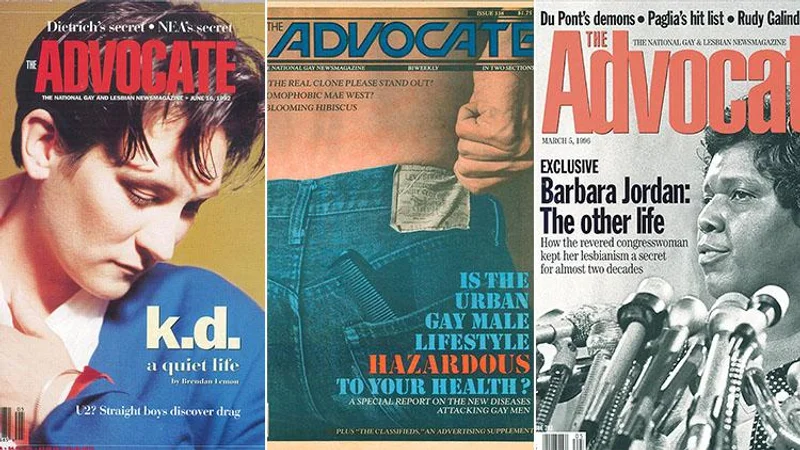 Dietrich's secret • NEA's secret
THE ADVOCATE
THE NATIONAL GAY AND LESBIAN NEWSMAGAZINE • JUNE 16, 1992
k.d.
a quiet life
by Brendan Lemon
U2? Straight boys discover drag
ISSUE 334 $1.75
THE ADVOCATE
NATIONAL GAY NEWSMAGAZINE BIWEEKLY IN TWO SECTIONS
THE REAL CLONE PLEASE STAND OUT?
OMOPHOBIC MAE WEST?
BLOOMING HIBISCUS
IS THE
URBAN
GAY MALE
LIFESTYLE
HAZARDOUS
TO YOUR HEALTH?
A SPECIAL REPORT ON THE NEW DISEASES
ATTACKING GAY MEN
PLUS "THE CLASSIFIEDS," AN ADVERTISING SUPPLEMENT
Du Pont's demons • Paglia's hit list • Rudy Galind
THE NATIONAL GAY & LESBIAN NEWSMAGAZINE
THE Advocat
MARCH 5, 1996
EXCLUSIVE
Barbara Jordan:
The other life
How the revered congresswoman
kept her lesbianism a secret
for almost two decades